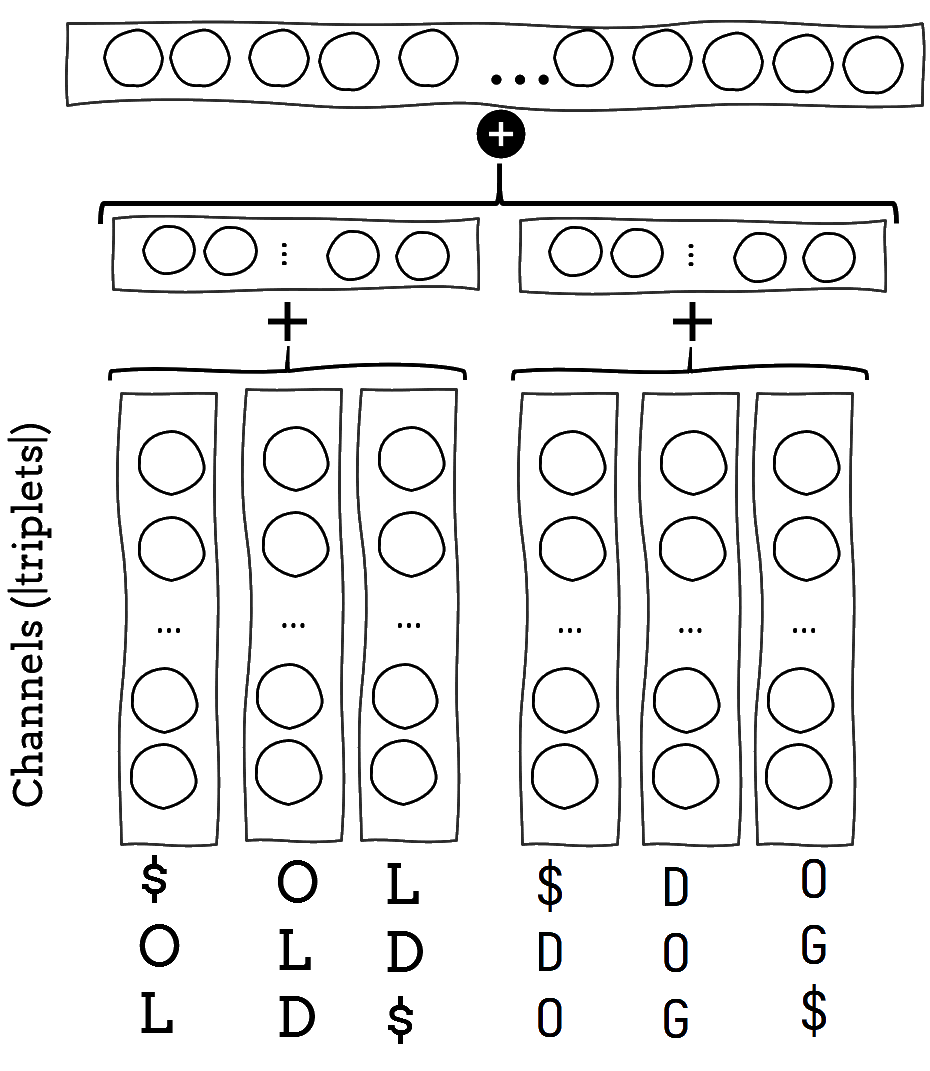 Channels (|triplets|)
$ O L $ D O
O L D D O G
L D $ O G $